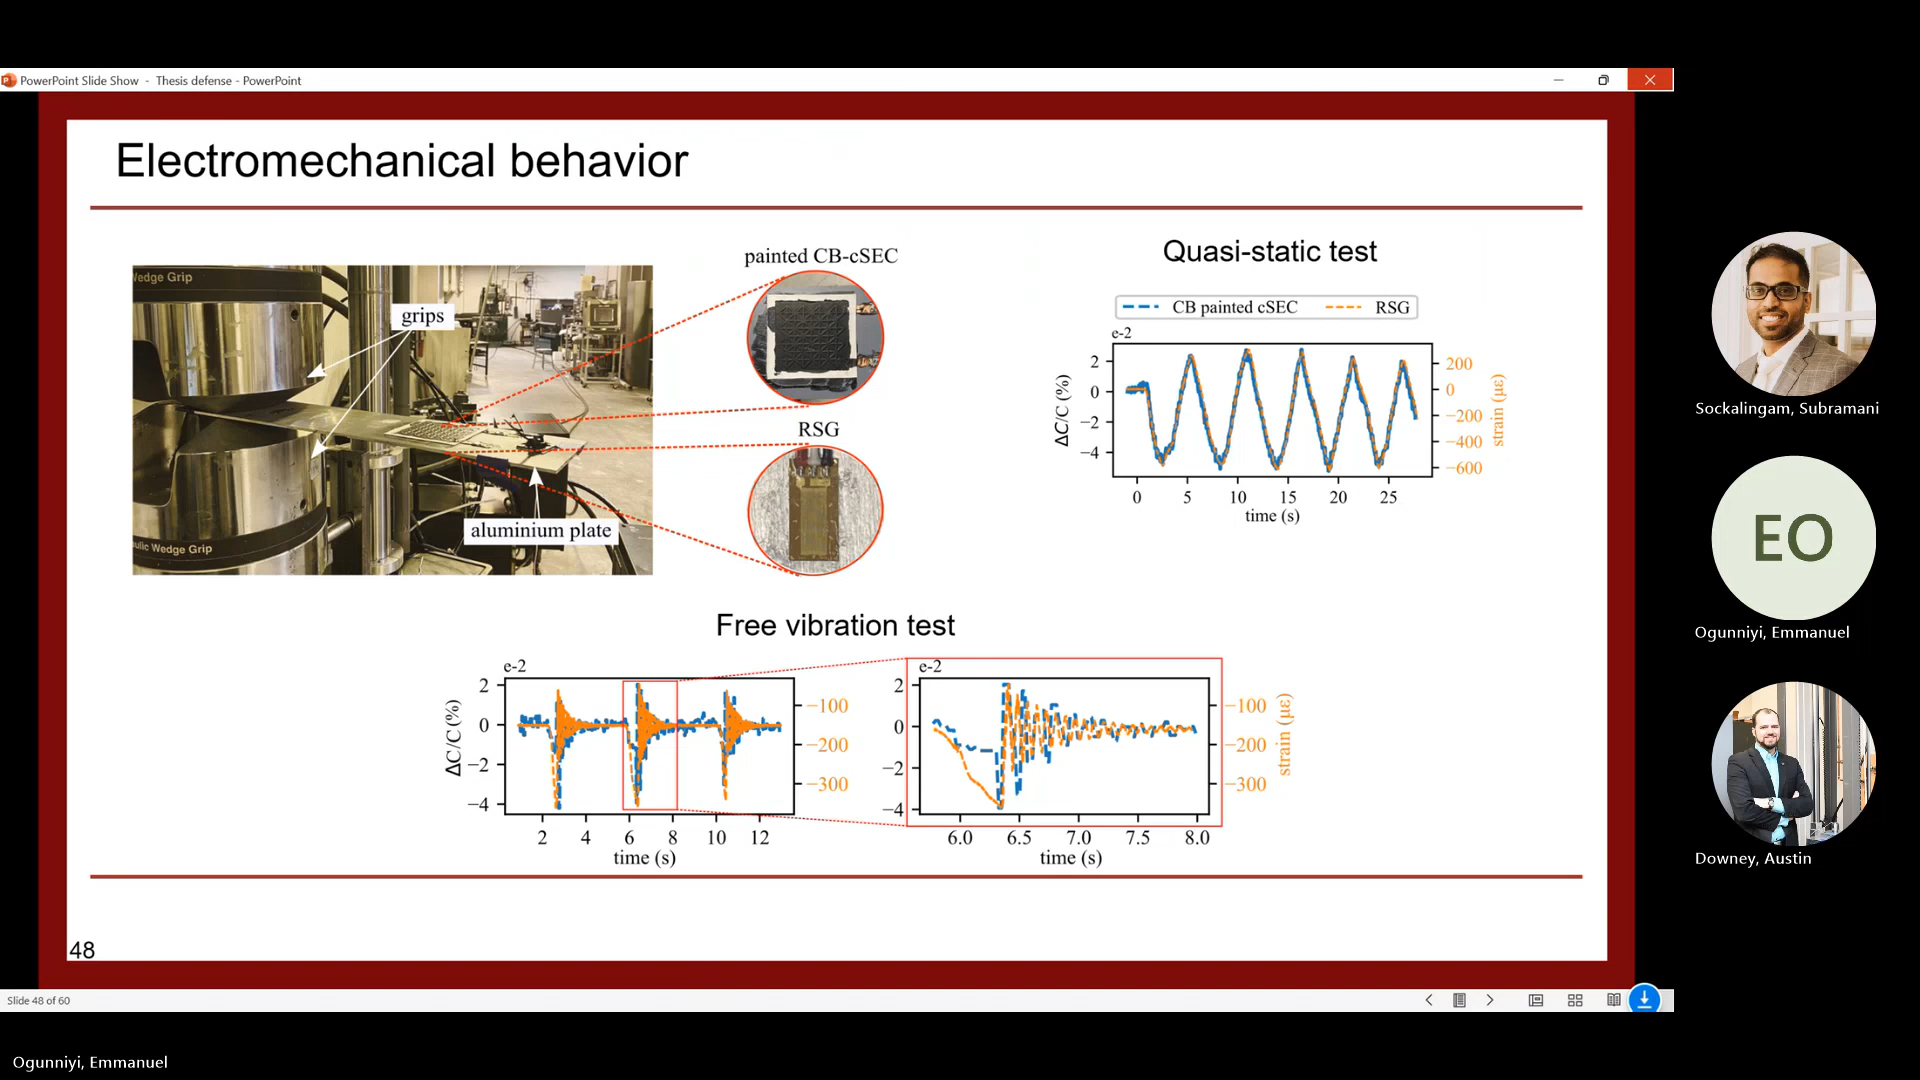 PowerPoint Slide Show - Thesis defense - PowerPoint
Electromechanical behavior
Wedge Grip
grips
ulic Wedge Grip
aluminium plate
painted CB-cSEC
RSG
Quasi-static test
CB painted cSEC RSG
e-2
2
0
−2
−4
ΔC/C (%)
200
0
−200
−400
−600
strain (με)
0 5 10 15 20 25
time (s)
Free vibration test
e-2
2
0
−2
−4
ΔC/C (%)
−100
−200
−300
2 4 6 8 10 12
time (s)
e-2
2
0
−2
−4
−100
−200
−300
strain (με)
6.0 6.5 7.0 7.5 8.0
time (s)
48
Slide 48 of 60
Sockalingam, Subramani
EO
Ogunniyi, Emmanuel
Downey, Austin
Ogunniyi, Emmanuel